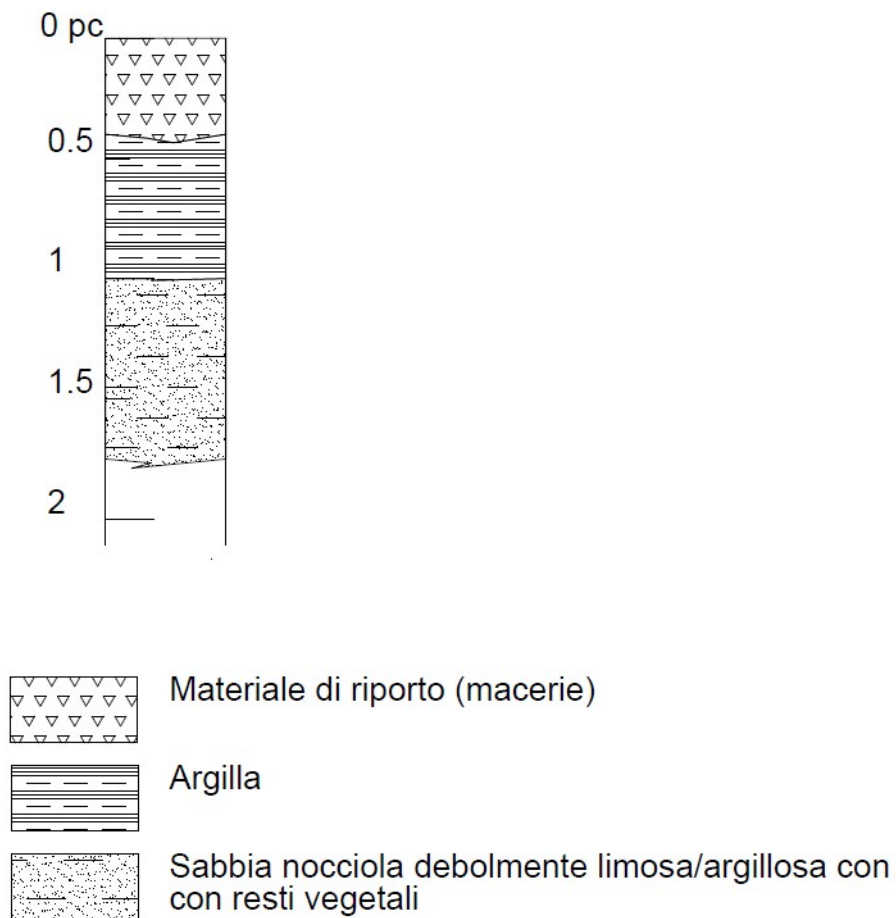 0 pc
0.5
1
1.5
2
Materiale di riporto (macerie)
Argilla
Sabbia nocciola debolmente limosa/argillosa con
con resti vegetali